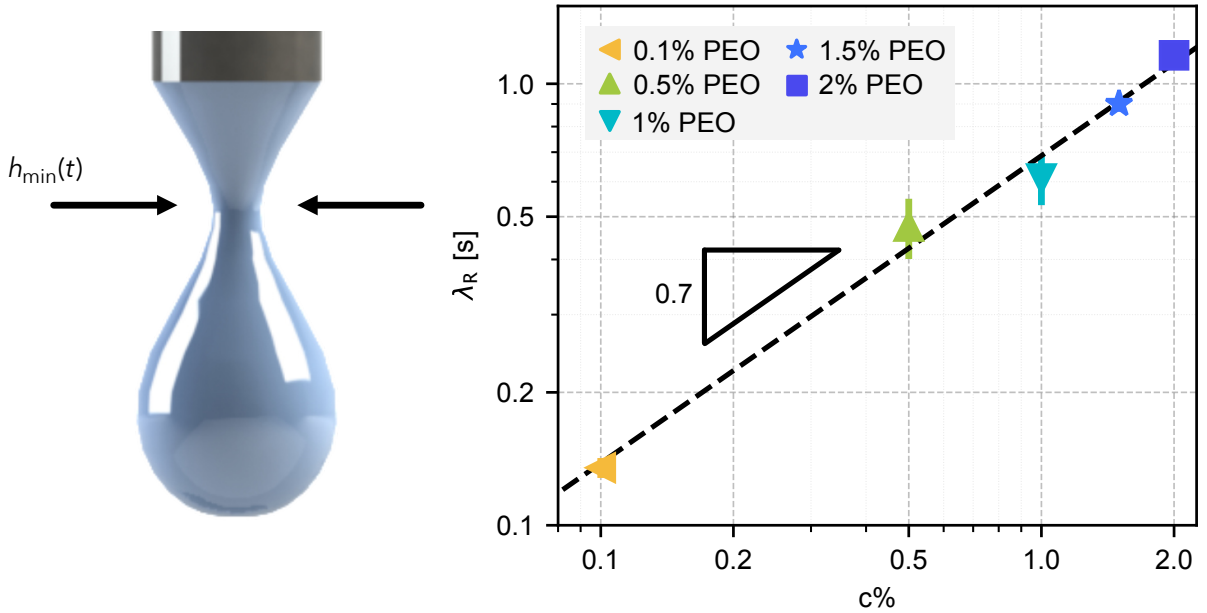 h_min(t)
0.1% PEO
0.5% PEO
1% PEO
1.5% PEO
2% PEO
λ_R [s]
1.0
0.5
0.2
0.1
0.7
0.1 0.2 0.5 1.0 2.0
c%